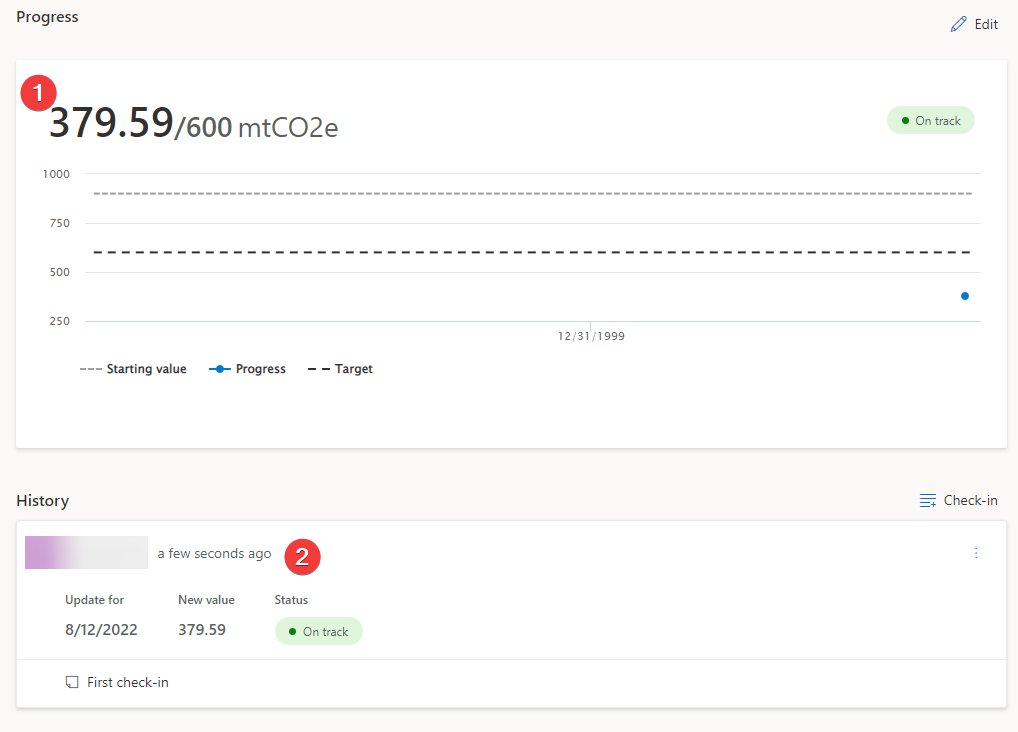 Progress
Edit
1
379.59/600 mtCO2e
On track
1000
750
500
250
12/31/1999
Starting value Progress Target
History
Check-in
a few seconds ago 2
Update for New value Status
8/12/2022 379.59 On track
First check-in